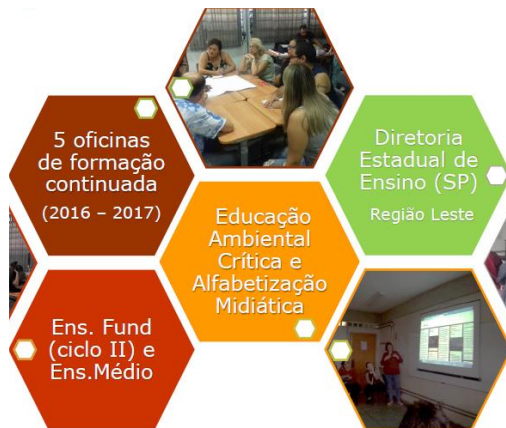 5 oficinas
de formação
continuada
(2016 – 2017)
Diretoria
Estadual de
Ensino (SP)
Região Leste
Educação
Ambiental
Crítica e
Alfabetização
Midiática
Ens. Fund
(ciclo II) e
Ens.Médio